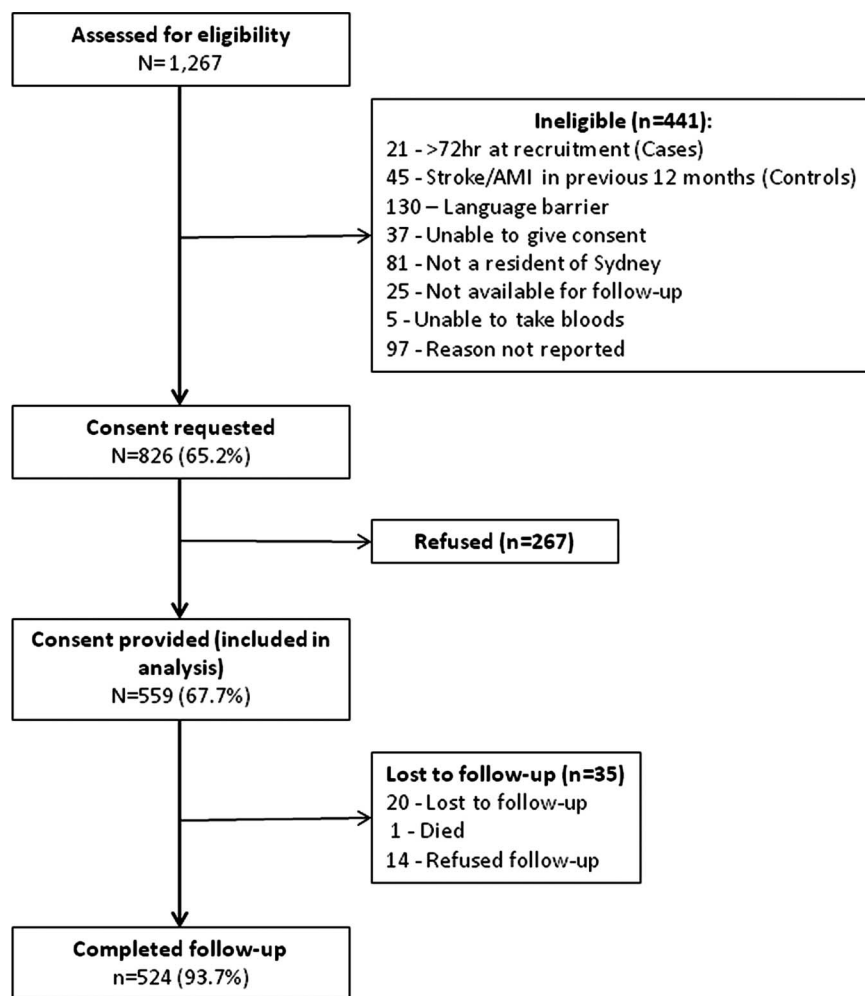 Assessed for eligibility
N= 1,267
Ineligible (n=441):
21 - >72hr at recruitment (Cases)
45 - Stroke/AMI in previous 12 months (Controls)
130 – Language barrier
37 - Unable to give consent
81 - Not a resident of Sydney
25 - Not available for follow-up
5 - Unable to take bloods
97 - Reason not reported
Consent requested
N=826 (65.2%)
Refused (n=267)
Consent provided (included in
analysis)
N=559 (67.7%)
Lost to follow-up (n=35)
20 - Lost to follow-up
1 - Died
14 - Refused follow-up
Completed follow-up
n=524 (93.7%)